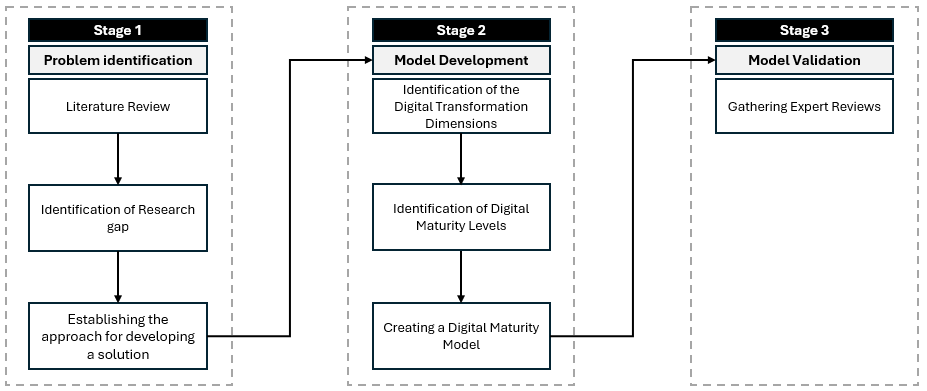 Stage 1
Problem identification
Literature Review
Identification of Research
gap
Establishing the
approach for developing
a solution
Stage 2
Model Development
Identification of the
Digital Transformation
Dimensions
Identification of Digital
Maturity Levels
Creating a Digital Maturity
Model
Stage 3
Model Validation
Gathering Expert Reviews